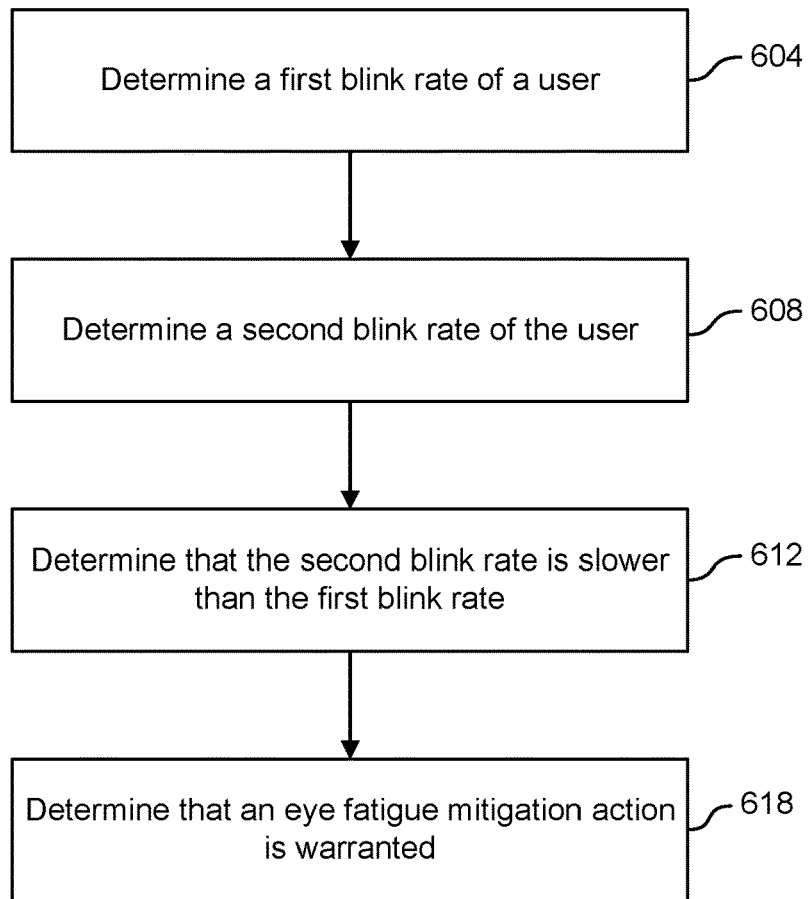 Determine a first blink rate of a user
604
Determine a second blink rate of the user
608
Determine that the second blink rate is slower
than the first blink rate
612
Determine that an eye fatigue mitigation action
is warranted
618